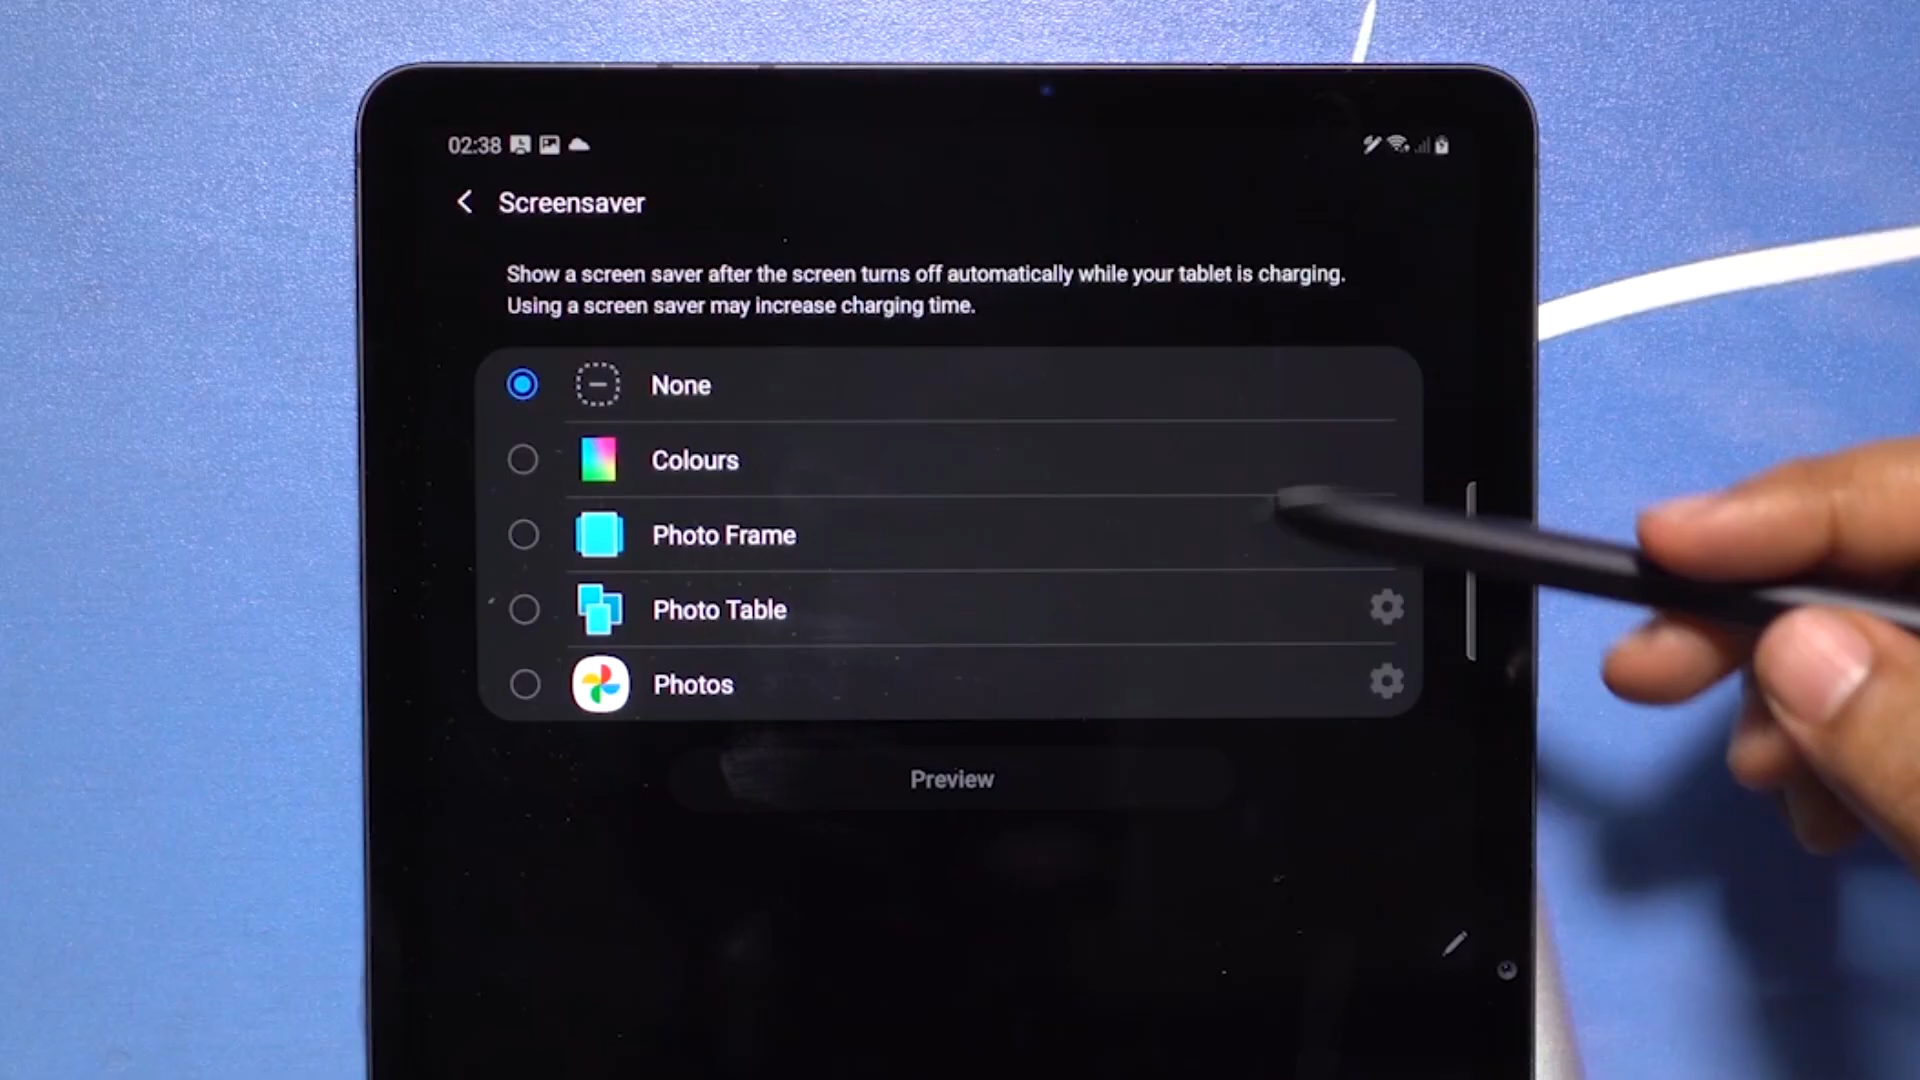 02:38
Screensaver
Show a screen saver after the screen turns off automatically while your tablet is charging.
Using a screen saver may increase charging time.
None
Colours
Photo Frame
Photo Table
Photos
Preview